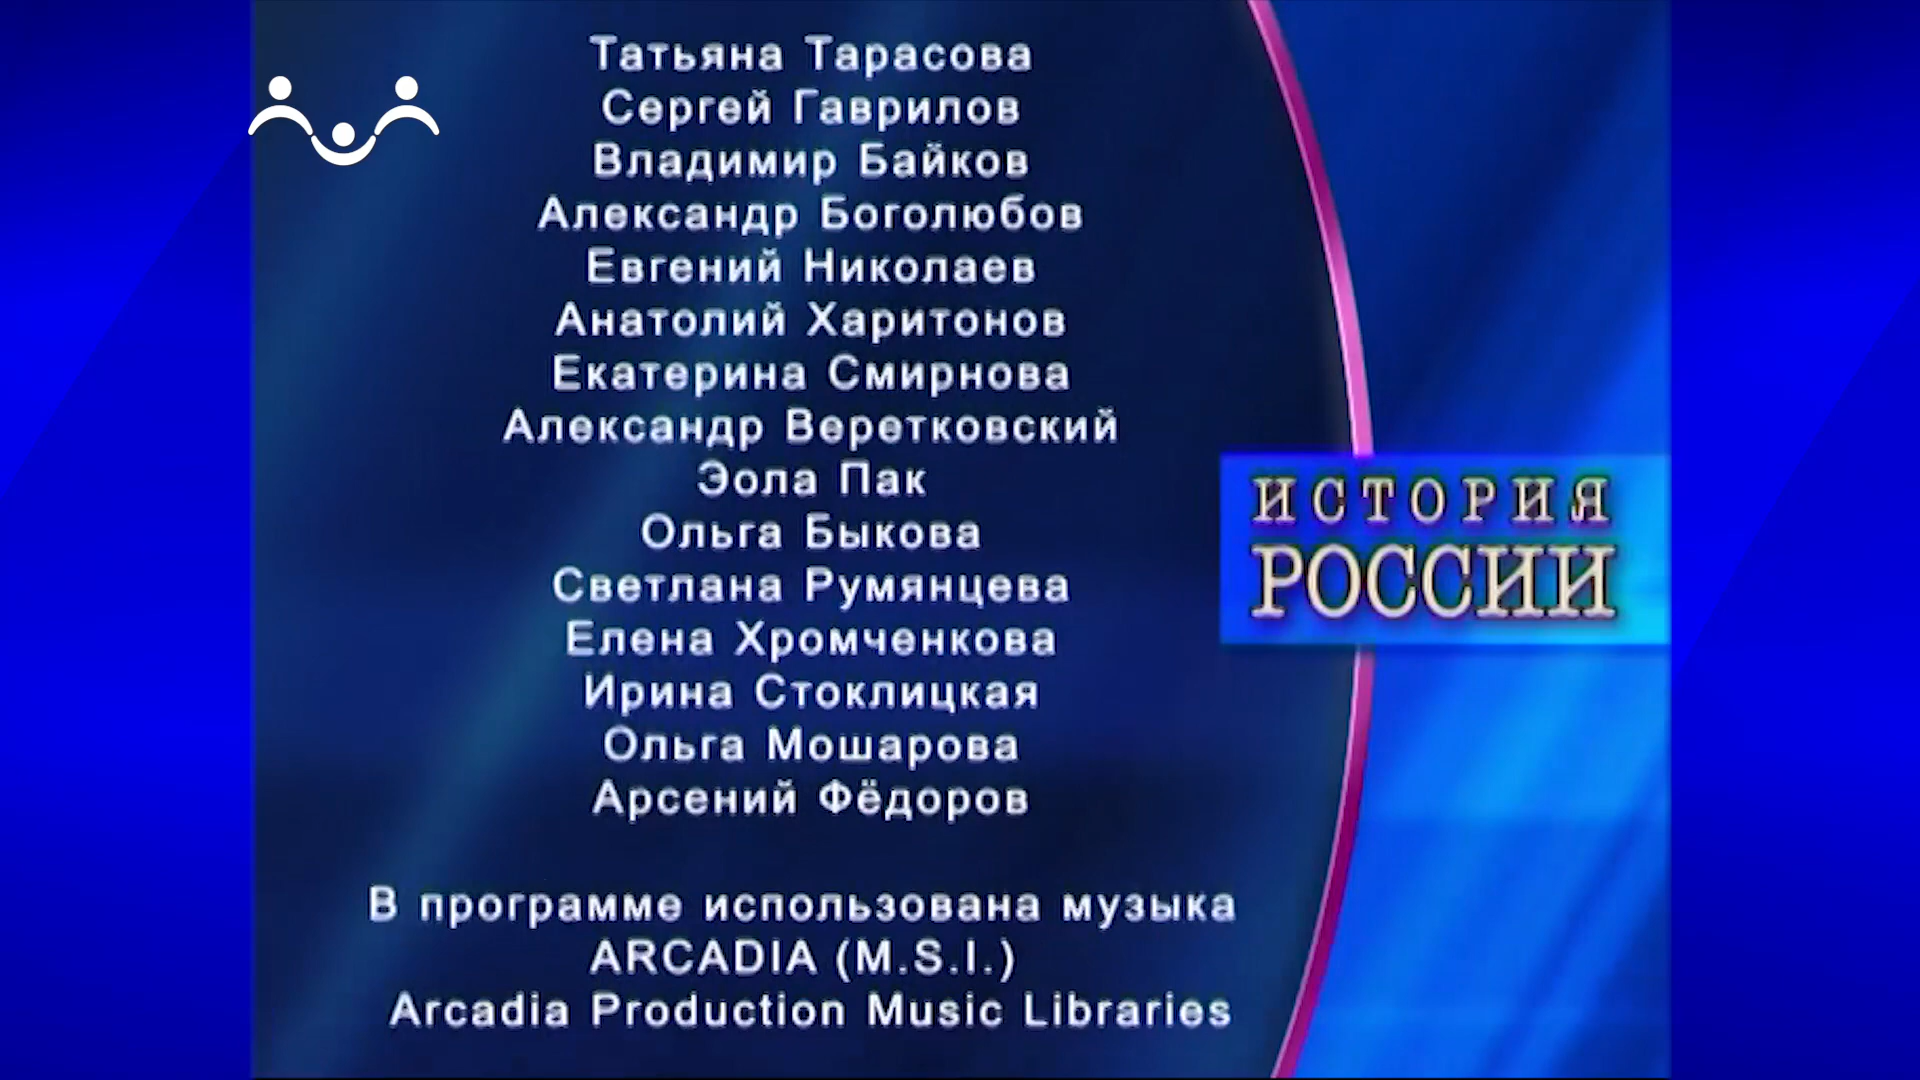 Татьяна Тарасова
Сергей Гаврилов
Владимир Байков
Александр Боголюбов
Евгений Николаев
Анатолий Харитонов
Екатерина Смирнова
Александр Веретковский
Эола Пак
Ольга Быкова
Светлана Румянцева
Елена Хромченкова
Ирина Стоклицкая
Ольга Мошарова
Арсений Фёдоров
В программе использована музыка
ARCADIA (M.S.I.)
Arcadia Production Music Libraries
ИСТОРИЯ
РОССИИ